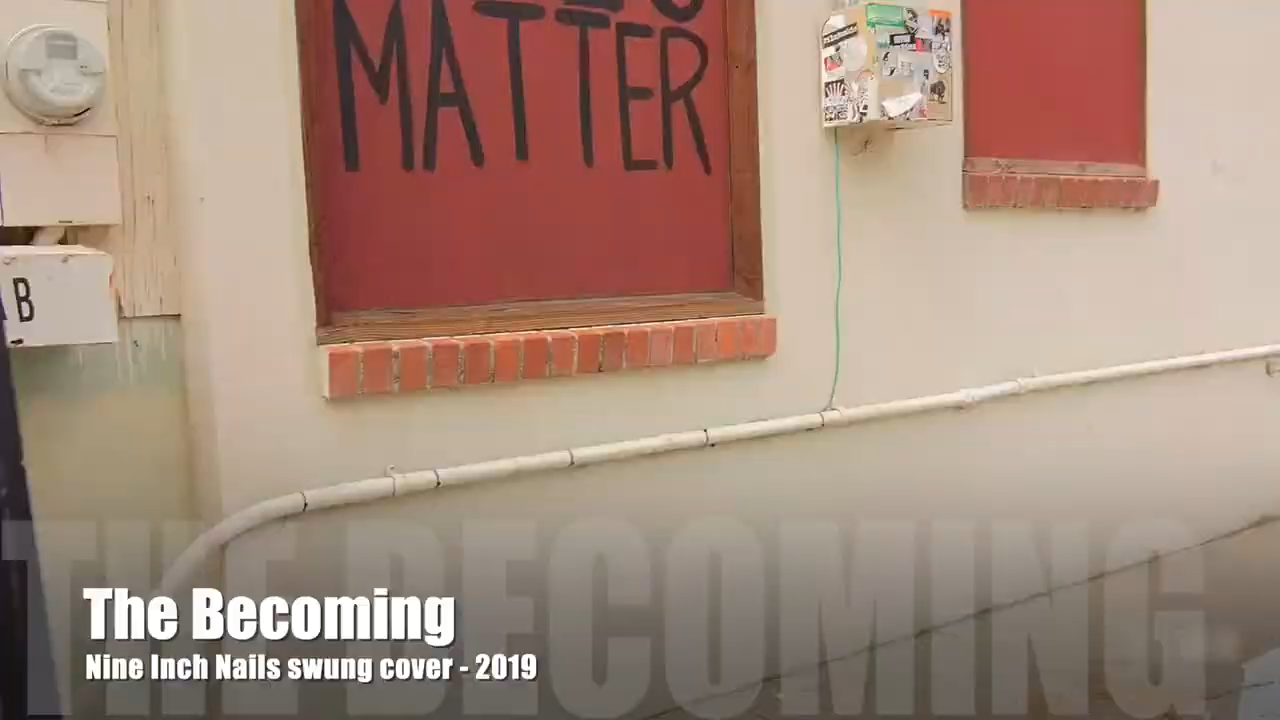 MATTER
B
THE BECOMING
The Becoming
Nine Inch Nails swung cover - 2019